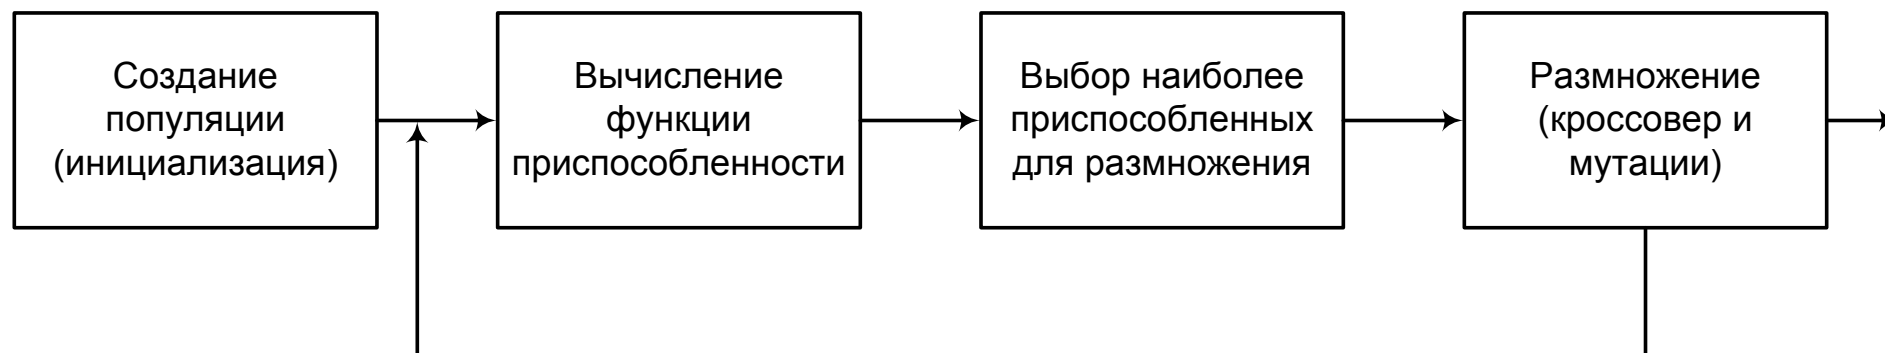 Создание
популяции
(инициализация)
Вычисление
функции
приспособленности
Выбор наиболее
приспособленных
для размножения
Размножение
(кроссовер и
мутации)